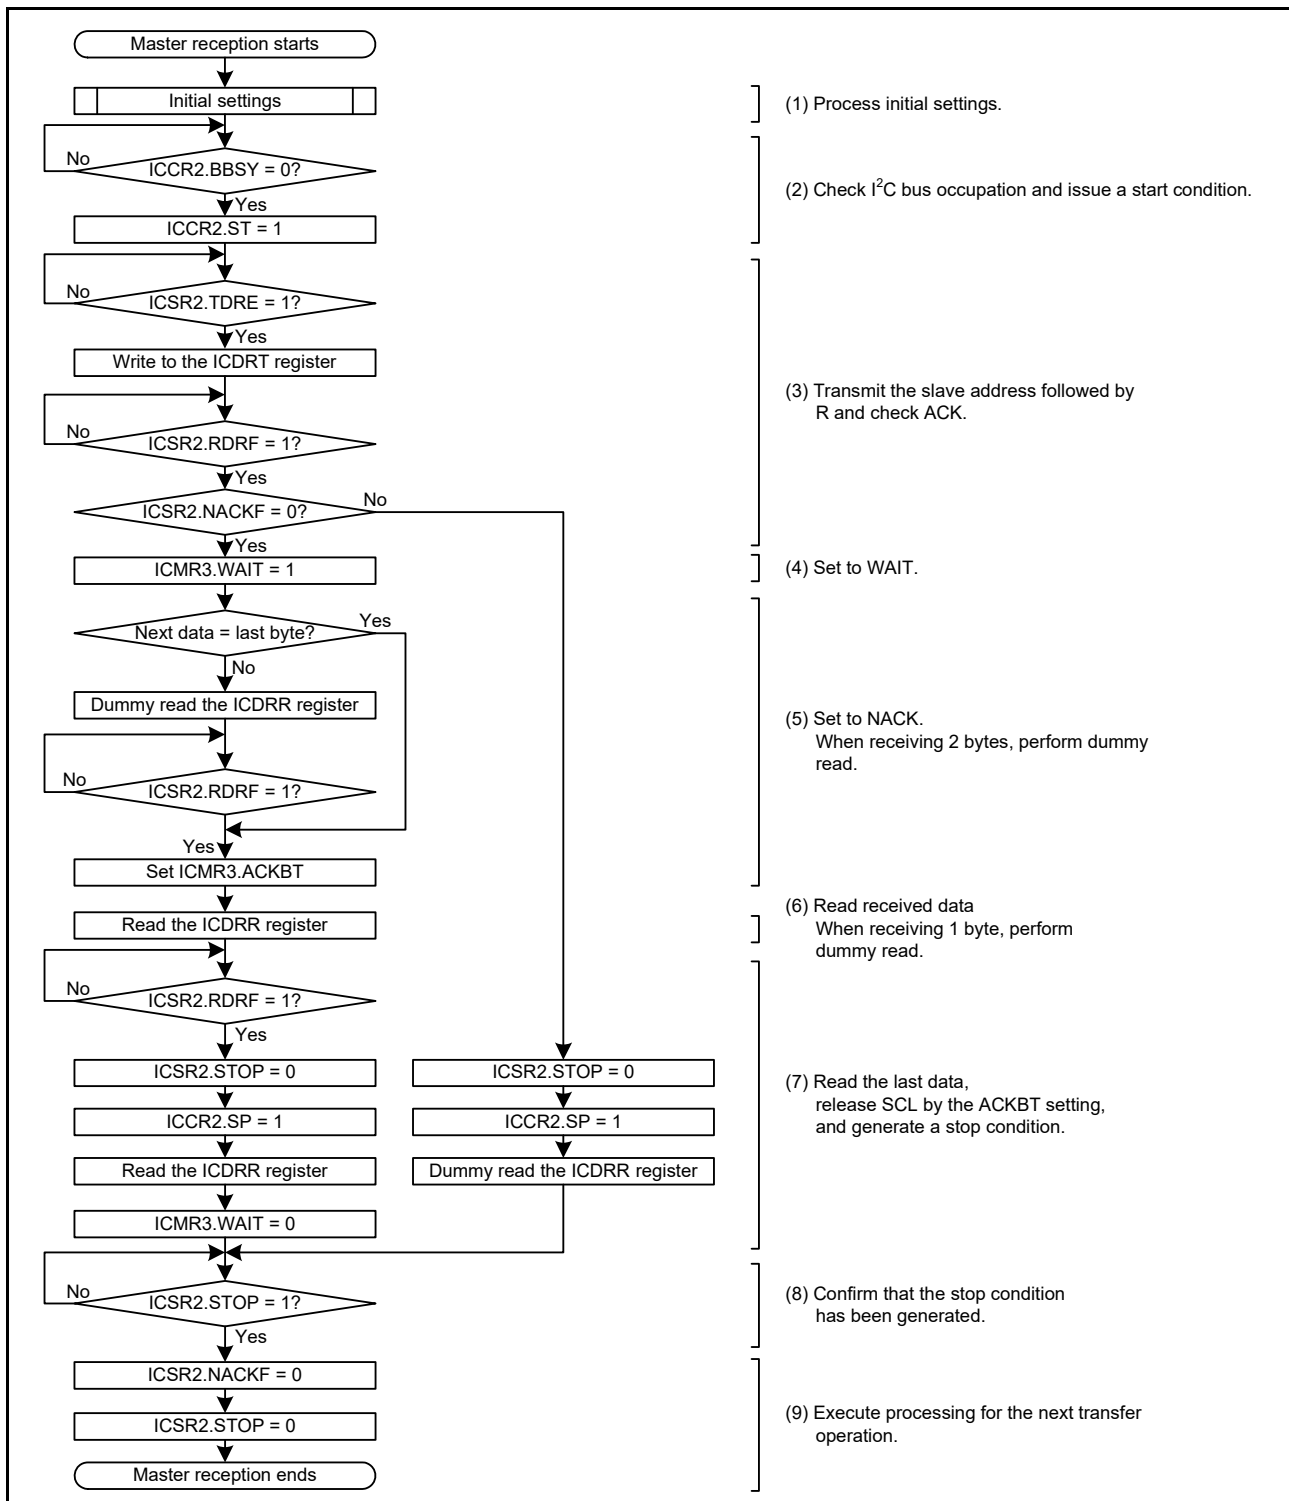 Master reception starts
Initial settings
(1) Process initial settings.
No
ICCR2.BBSY = 0?
Yes
(2) Check I²C bus occupation and issue a start condition.
ICCR2.ST = 1
No
ICSR2.TDRE = 1?
Yes
Write to the ICDRT register
(3) Transmit the slave address followed by
R and check ACK.
No
ICSR2.RDRF = 1?
Yes
ICSR2.NACKF = 0?
No
Yes
ICMR3.WAIT = 1
(4) Set to WAIT.
Next data = last byte?
Yes
No
Dummy read the ICDRR register
(5) Set to NACK.
When receiving 2 bytes, perform dummy
read.
No
ICSR2.RDRF = 1?
Yes
Set ICMR3.ACKBT
Read the ICDRR register
(6) Read received data
When receiving 1 byte, perform
dummy read.
No
ICSR2.RDRF = 1?
Yes
ICSR2.STOP = 0
ICSR2.STOP = 0
(7) Read the last data,
release SCL by the ACKBT setting,
and generate a stop condition.
ICCR2.SP = 1
ICCR2.SP = 1
Read the ICDRR register
Dummy read the ICDRR register
ICMR3.WAIT = 0
No
ICSR2.STOP = 1?
Yes
(8) Confirm that the stop condition
has been generated.
ICSR2.NACKF = 0
ICSR2.STOP = 0
(9) Execute processing for the next transfer
operation.
Master reception ends